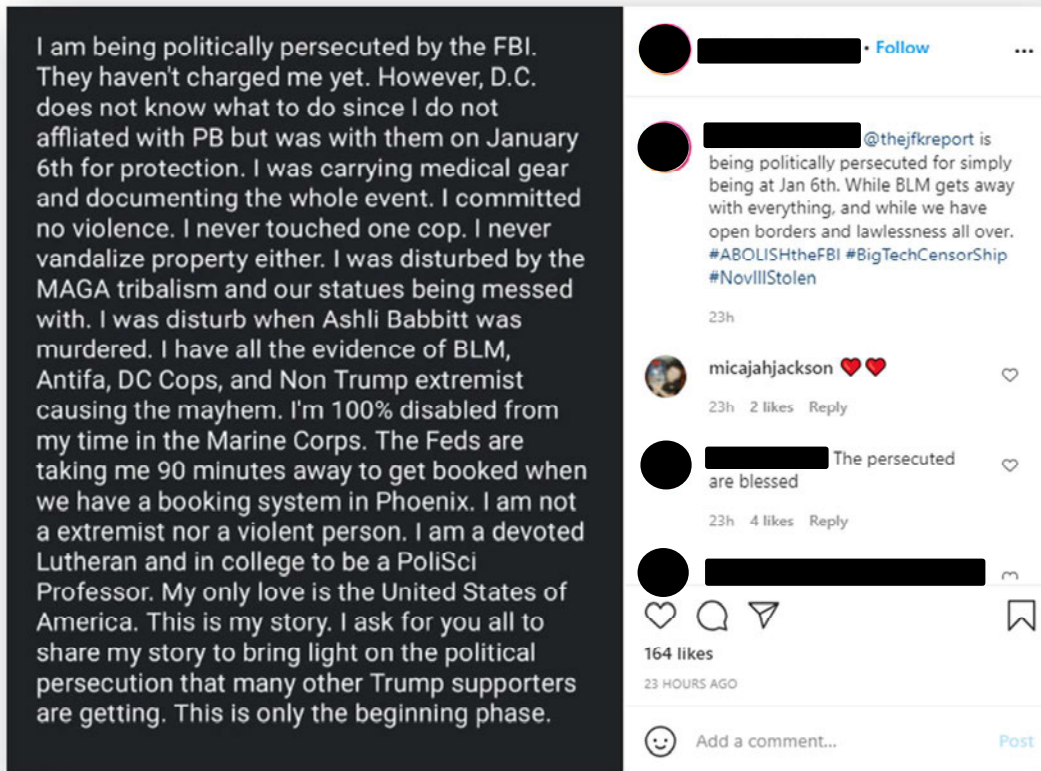 I am being politically persecuted by the FBI.
They haven't charged me yet. However, D.C.
does not know what to do since I do not
affliated with PB but was with them on January
6th for protection. I was carrying medical gear
and documenting the whole event. I committed
no violence. I never touched one cop. I never
vandalize property either. I was disturbed by the
MAGA tribalism and our statues being messed
with. I was disturb when Ashli Babbitt was
murdered. I have all the evidence of BLM,
Antifa, DC Cops, and Non Trump extremist
causing the mayhem. I'm 100% disabled from
my time in the Marine Corps. The Feds are
taking me 90 minutes away to get booked when
we have a booking system in Phoenix. I am not
a extremist nor a violent person. I am a devoted
Lutheran and in college to be a PoliSci
Professor. My only love is the United States of
America. This is my story. I ask for you all to
share my story to bring light on the political
persecution that many other Trump supporters
are getting. This is only the beginning phase.
• Follow
@thejfkreport is
being politically persecuted for simply
being at Jan 6th. While BLM gets away
with everything, and while we have
open borders and lawlessness all over.
#ABOLISHtheFBI #BigTechCensorShip
#NovIIIStolen
23h
micajahjackson ❤️❤️
23h 2 likes Reply
The persecuted
are blessed
23h 4 likes Reply
164 likes
23 HOURS AGO
Add a comment... Post